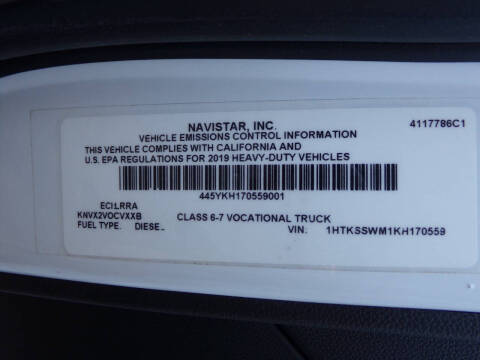 NAVISTAR, INC. 4117786C1
VEHICLE EMISSIONS CONTROL INFORMATION
THIS VEHICLE COMPLIES WITH CALIFORNIA AND
U.S. EPA REGULATIONS FOR 2019 HEAVY-DUTY VEHICLES
445YKH170559001
ECI:LRRA
KNVX2VOCVXXB CLASS 6-7 VOCATIONAL TRUCK
FUEL TYPE. DIESE. VIN. 1HTKSSWM1KH170559